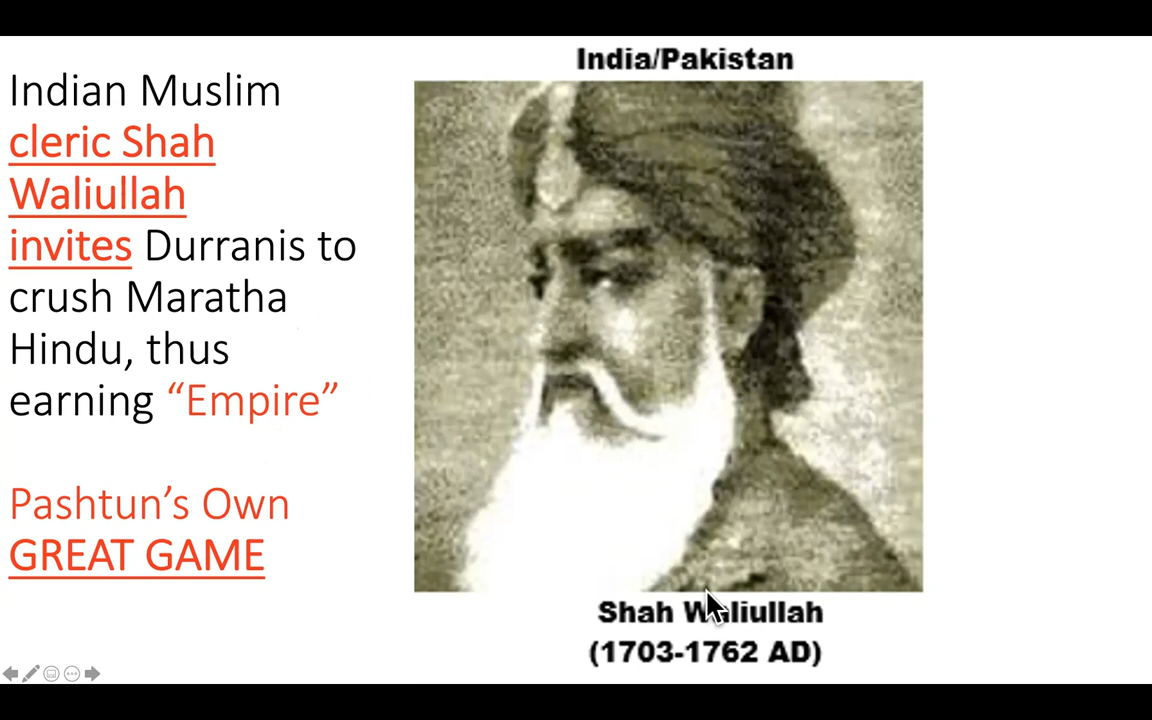 Indian Muslim
cleric Shah
Waliullah
invites Durranis to
crush Maratha
Hindu, thus
earning “Empire”
Pashtun’s Own
GREAT GAME
India/Pakistan
Shah Waliullah
(1703-1762 AD)